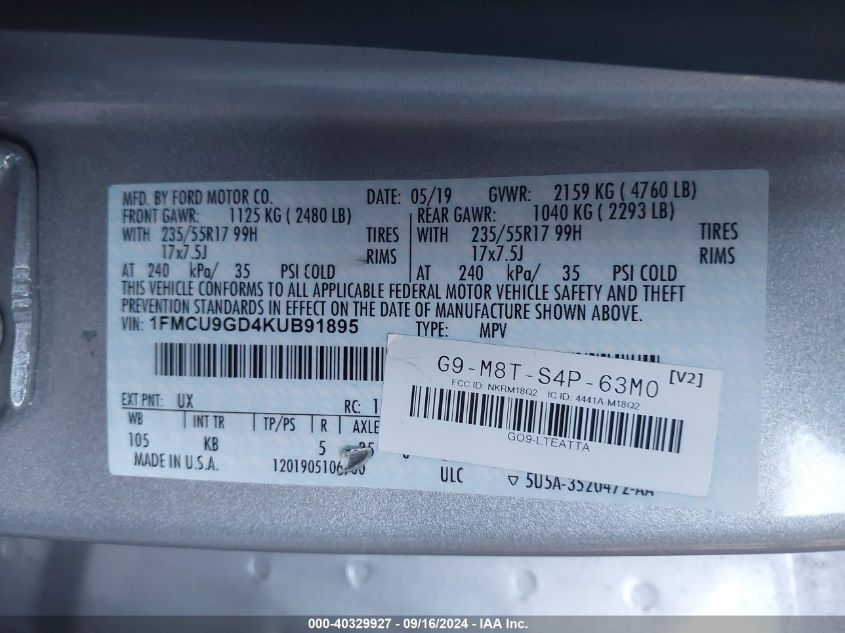 MFD. BY FORD MOTOR CO. DATE: 05/19 GVWR: 2159 KG ( 4760 LB)
FRONT GAWR: 1125 KG ( 2480 LB) REAR GAWR: 1040 KG ( 2293 LB)
WITH 235/55R17 99H TIRES WITH 235/55R17 99H TIRES
17x7.5J RIMS 17x7.5J RIMS
AT 240 kPa/ 35 PSI COLD AT 240 kPa/ 35 PSI COLD
THIS VEHICLE CONFORMS TO ALL APPLICABLE FEDERAL MOTOR VEHICLE SAFETY AND THEFT
PREVENTION STANDARDS IN EFFECT ON THE DATE OF MANUFACTURE SHOWN ABOVE.
VIN: 1FMCU9GD4KUB91895 TYPE: MPV
G9-M8T-S4P-63M0 [V2]
FCC ID: NKRM18Q2 IC ID: 4441A M18Q2
GO9-LTEATTA
EXT PNT: UX RC: 1
WB INT TR TP/PS R AXLE
105 KB 5
MADE IN U.S.A. ULC
5U5A-3520472-AA
000-40329927 - 09/16/2024 - IAA Inc.